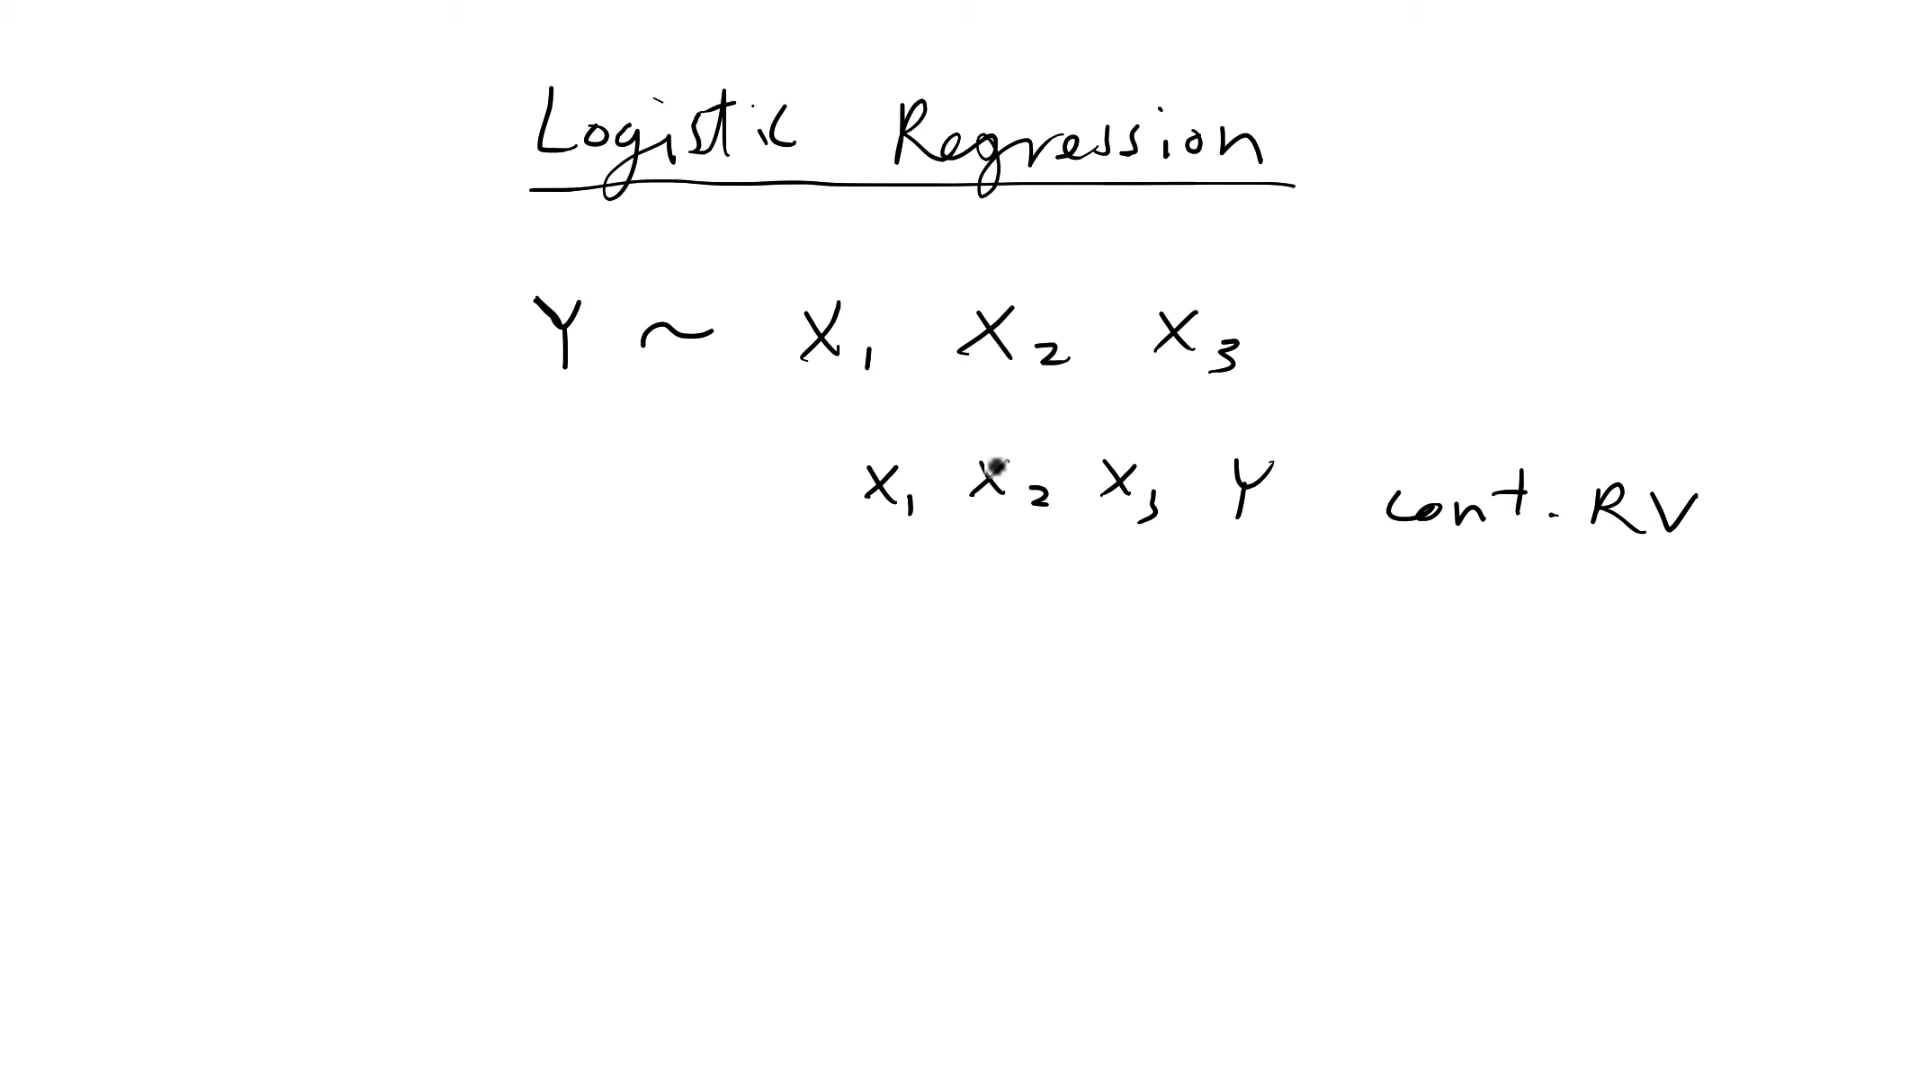 Logistic Regression
Y ~ X₁ X₂ X₃
X₁ X₂ X₃ Y cont. RV